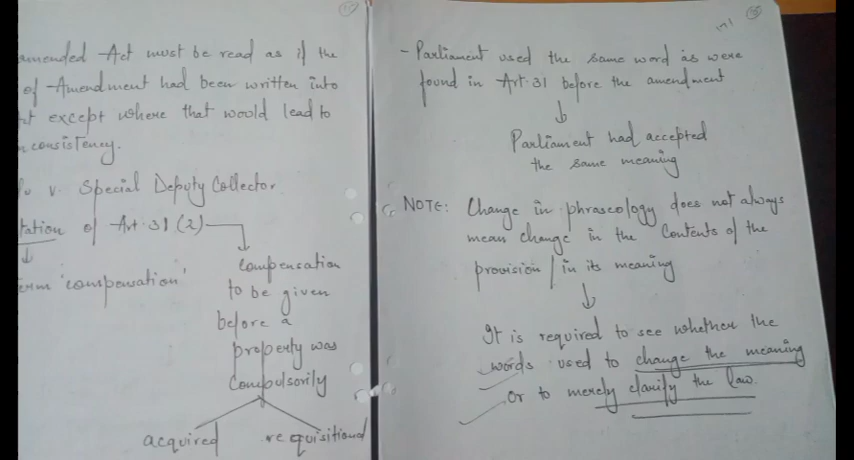 amended Act must be read as if the
of Amendment had been written into
except where that would lead to
consistency.
v. Special Deputy Collector
tation of Art. 31 (2)
'compensation'
compensation
to be given
before a
property was
compulsorily
acquired requisitioned
- Parliament used the same word as were
found in Art. 31 before the amendment
↓
Parliament had accepted
the same meaning
NOTE: Change in phraseology does not always
mean change in the contents of the
provision / in its meaning
↓
It is required to see whether the
words used to change the meaning
or to merely clarify the law.